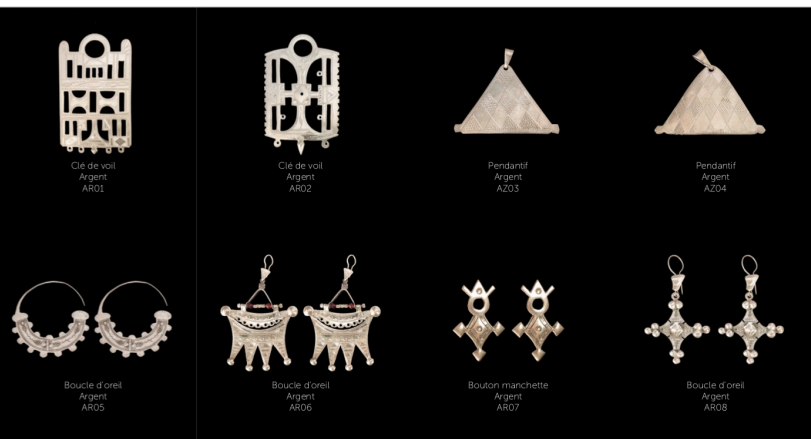 Clé de voil
Argent
AR01
Clé de voil
Argent
AR02
Pendantif
Argent
AZ03
Pendantif
Argent
AZ04
Boucle d'oreil
Argent
AR05
Boucle d'oreil
Argent
AR06
Bouton manchette
Argent
AR07
Boucle d'oreil
Argent
AR08